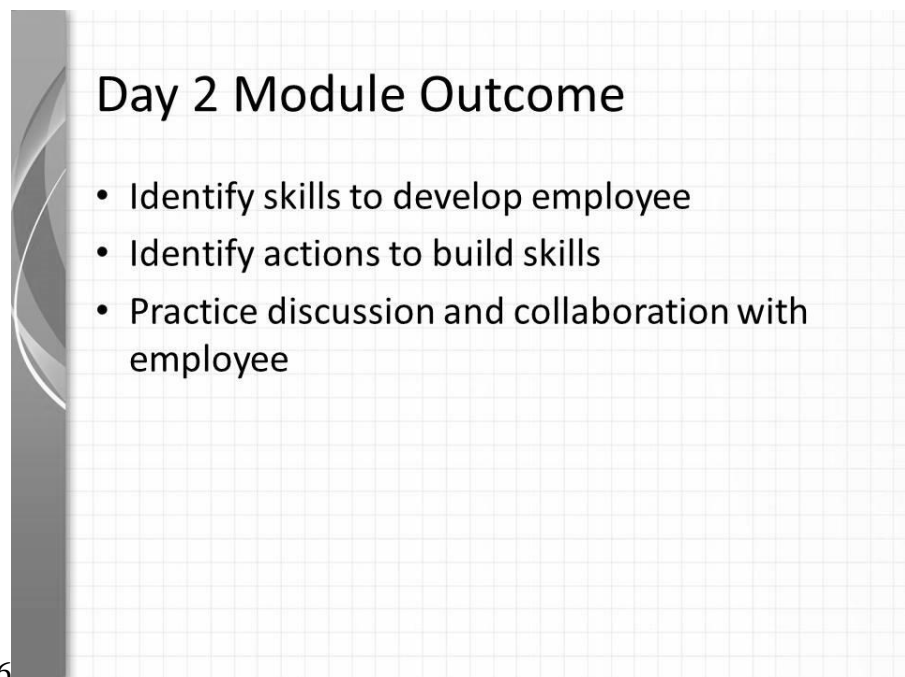 Day 2 Module Outcome
• Identify skills to develop employee
• Identify actions to build skills
• Practice discussion and collaboration with
employee